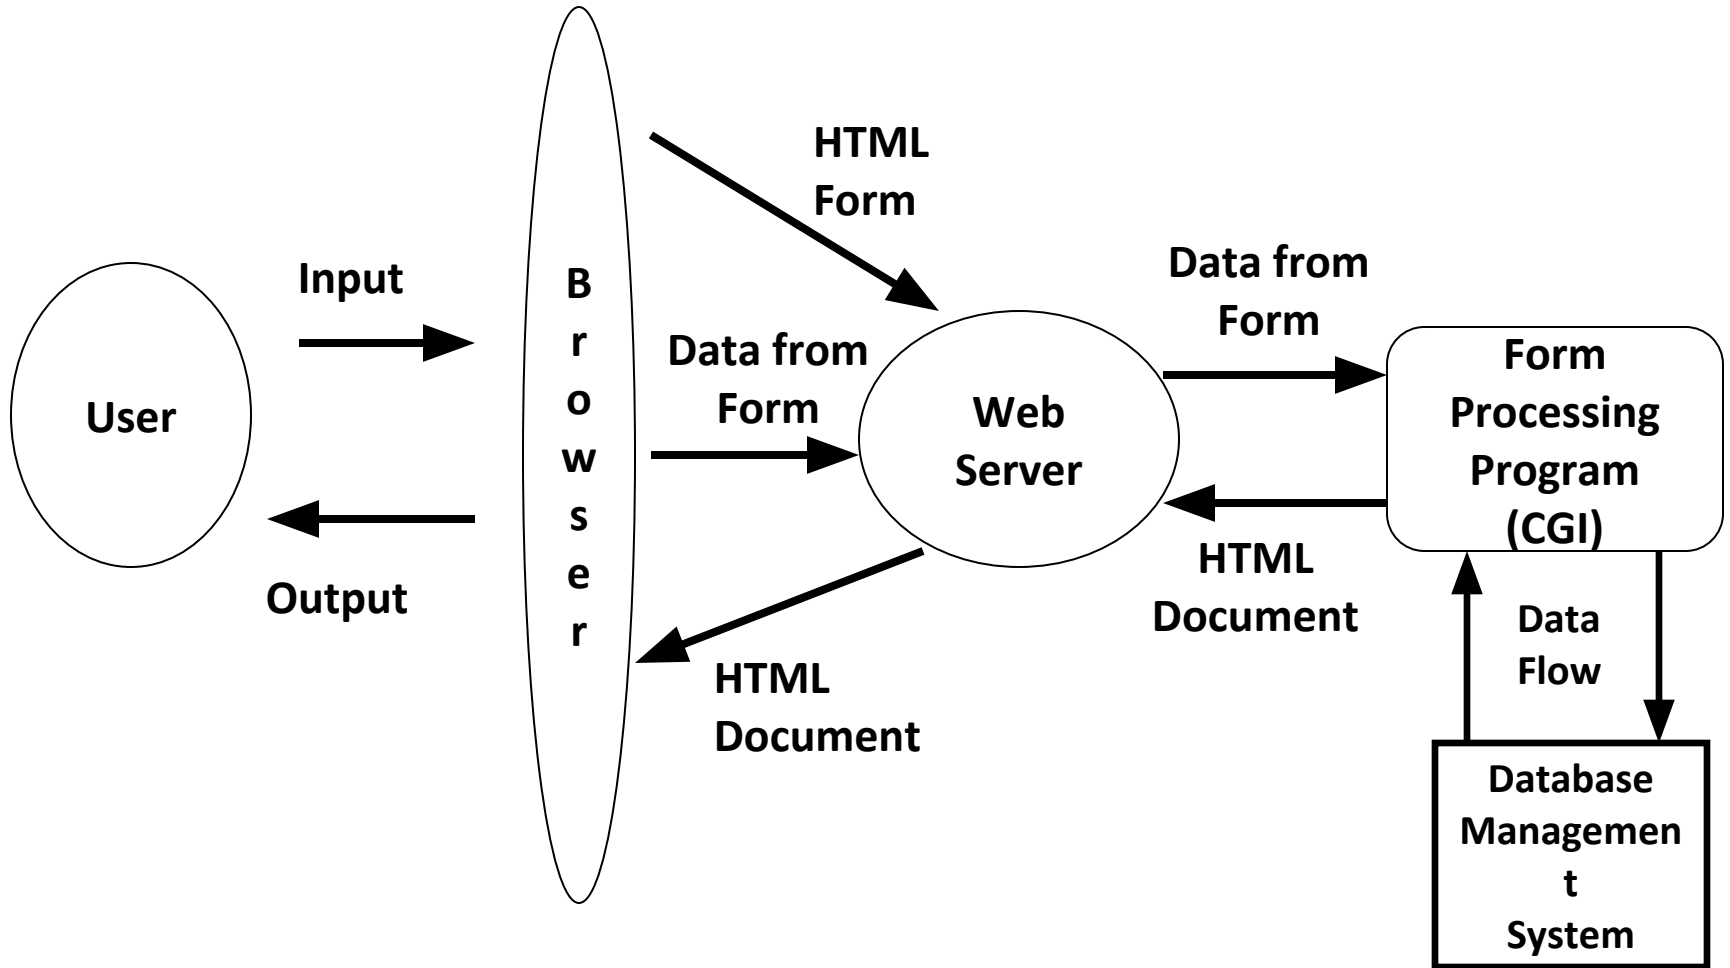 User
Input
Output
B
r
o
w
s
e
r
HTML
Form
Data from
Form
HTML
Document
Web
Server
Data from
Form
HTML
Document
Form
Processing
Program
(CGI)
Data
Flow
Database
Managemen
t
System